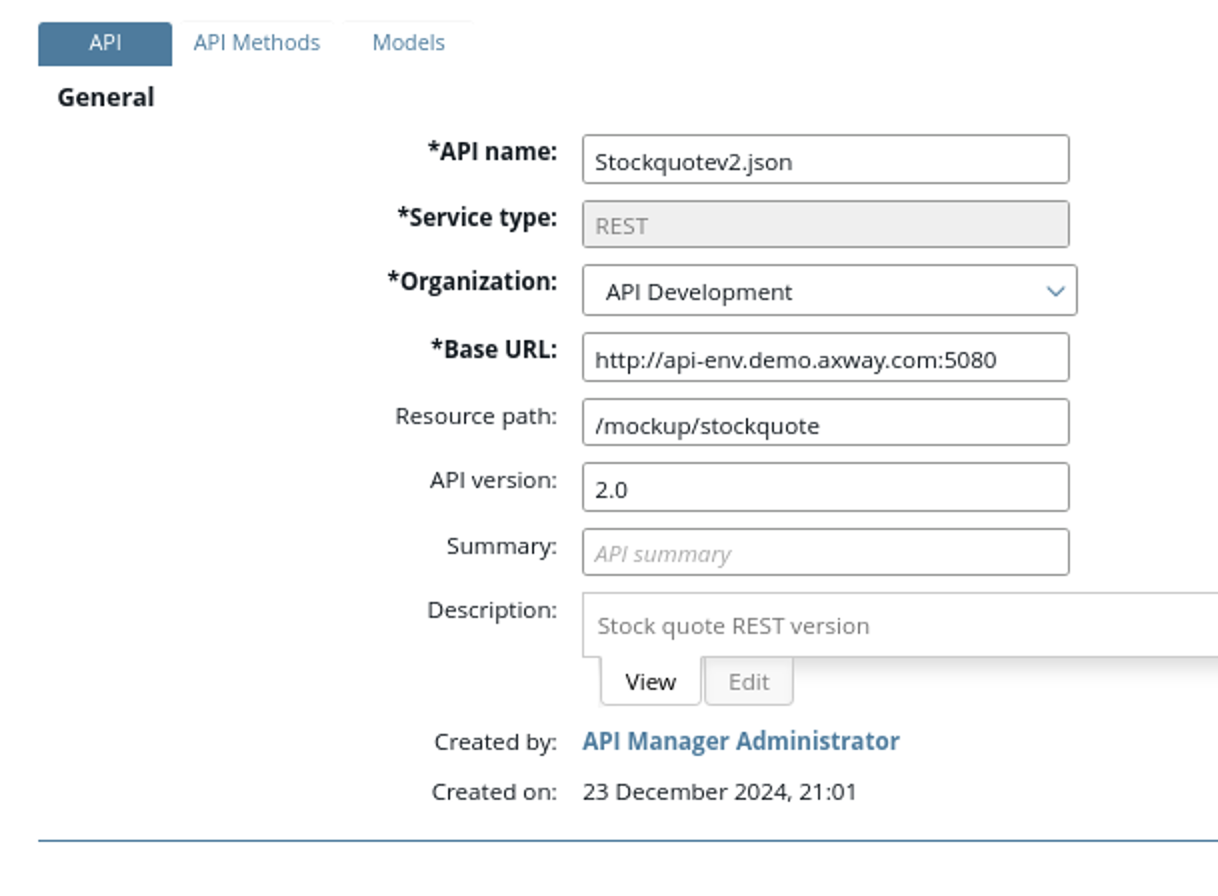 API API Methods Models
General
*API name: Stockquotev2.json
*Service type: REST
*Organization: API Development
*Base URL: http://api-env.demo.axway.com:5080
Resource path: /mockup/stockquote
API version: 2.0
Summary: API summary
Description: Stock quote REST version
View Edit
Created by: API Manager Administrator
Created on: 23 December 2024, 21:01